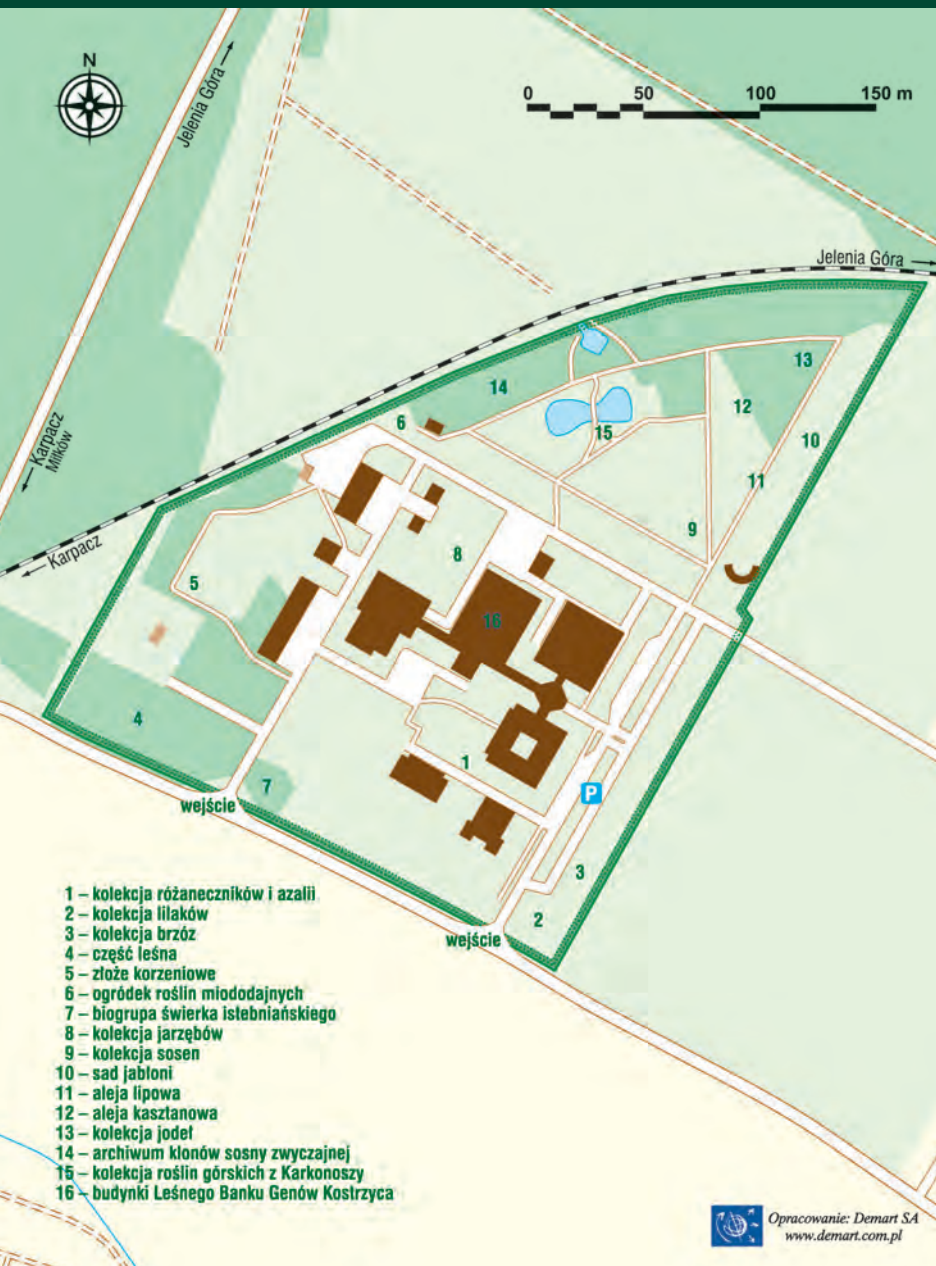 N
Jelenia Góra
0 50 100 150 m
Jelenia Góra
Karpacz
Miłków
Karpacz
13
14
12
6
15
10
11
9
8
5
16
4
1
7
P
wejście
3
2
wejście
1 – kolekcja różaneczników i azalii
2 – kolekcja lilaków
3 – kolekcja brzóz
4 – część leśna
5 – złoże korzeniowe
6 – ogródek roślin miododajnych
7 – biogrupa świerka istebniańskiego
8 – kolekcja jarzębów
9 – kolekcja sosen
10 – sad jabłoni
11 – aleja lipowa
12 – aleja kasztanowa
13 – kolekcja jodeł
14 – archiwum klonów sosny zwyczajnej
15 – kolekcja roślin górskich z Karkonoszy
16 – budynki Leśnego Banku Genów Kostrzyca
Opracowanie: Demart SA
www.demart.com.pl